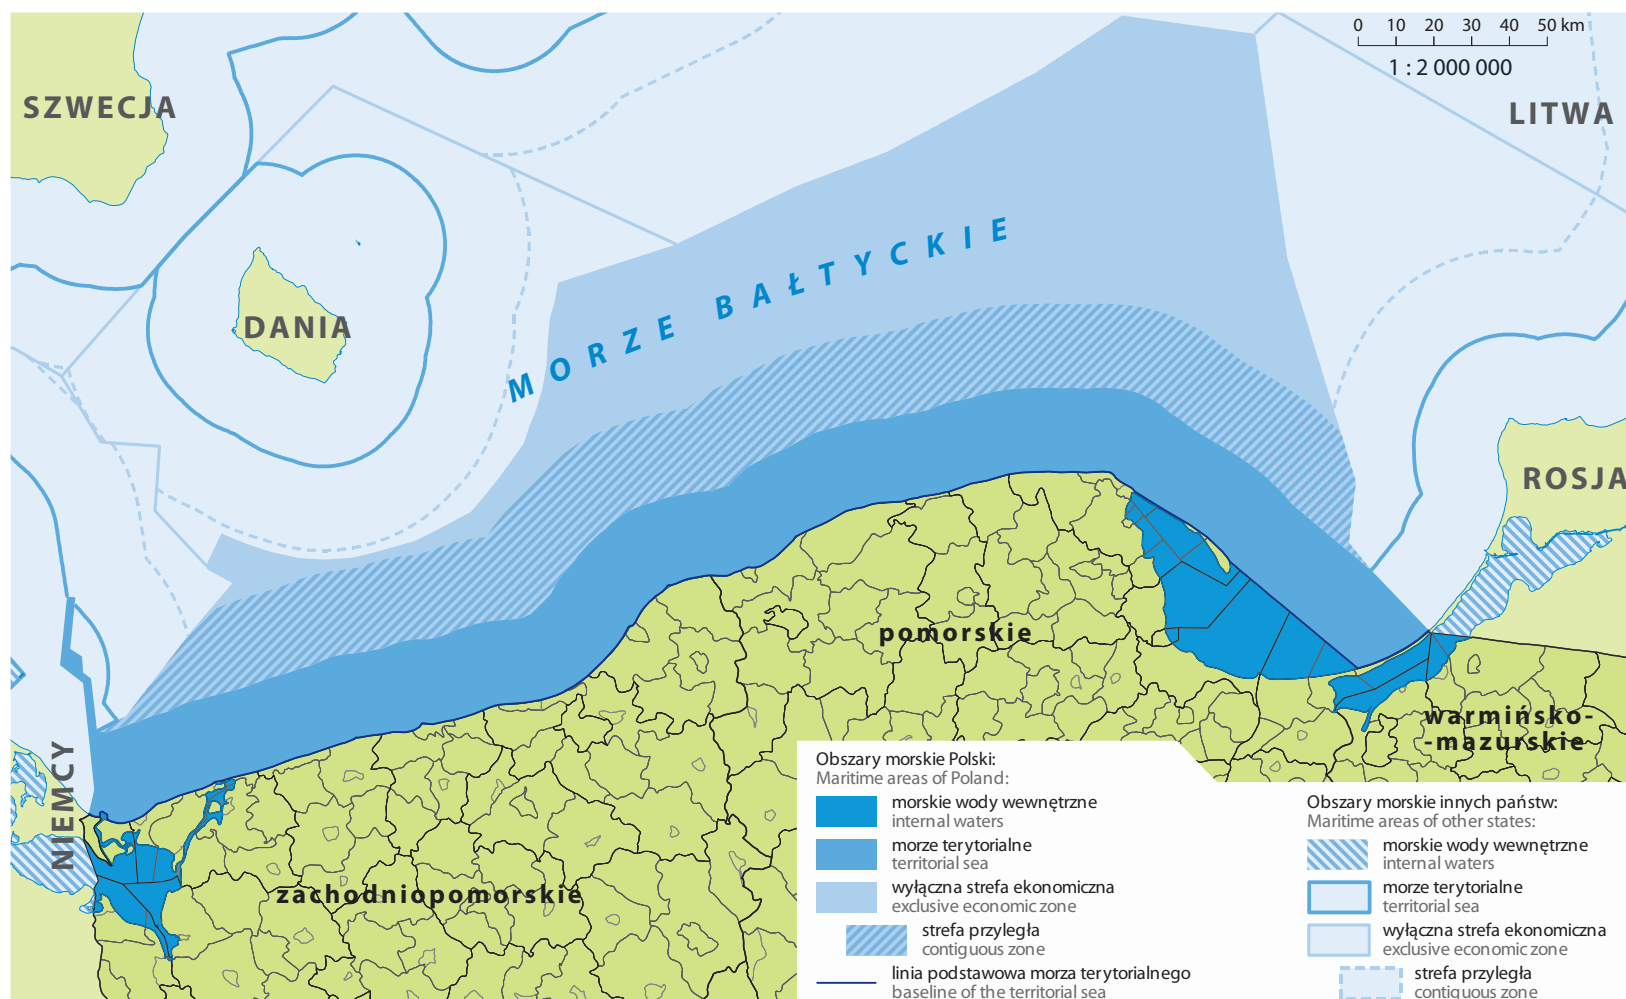 0 10 20 30 40 50 km
1 : 2 000 000
SZWECJA
LITWA
MORZE BAŁTYCKIE
DANIA
ROSJA
pomorskie
warmińsko-
-mazurskie
NIEMCY
zachodniopomorskie
Obszary morskie Polski:
Maritime areas of Poland:
morskie wody wewnętrzne
internal waters
morze terytorialne
territorial sea
wyłączna strefa ekonomiczna
exclusive economic zone
strefa przyległa
contiguous zone
linia podstawowa morza terytorialnego
baseline of the territorial sea
Obszary morskie innych państw:
Maritime areas of other states:
morskie wody wewnętrzne
internal waters
morze terytorialne
territorial sea
wyłączna strefa ekonomiczna
exclusive economic zone
strefa przyległa
contiguous zone